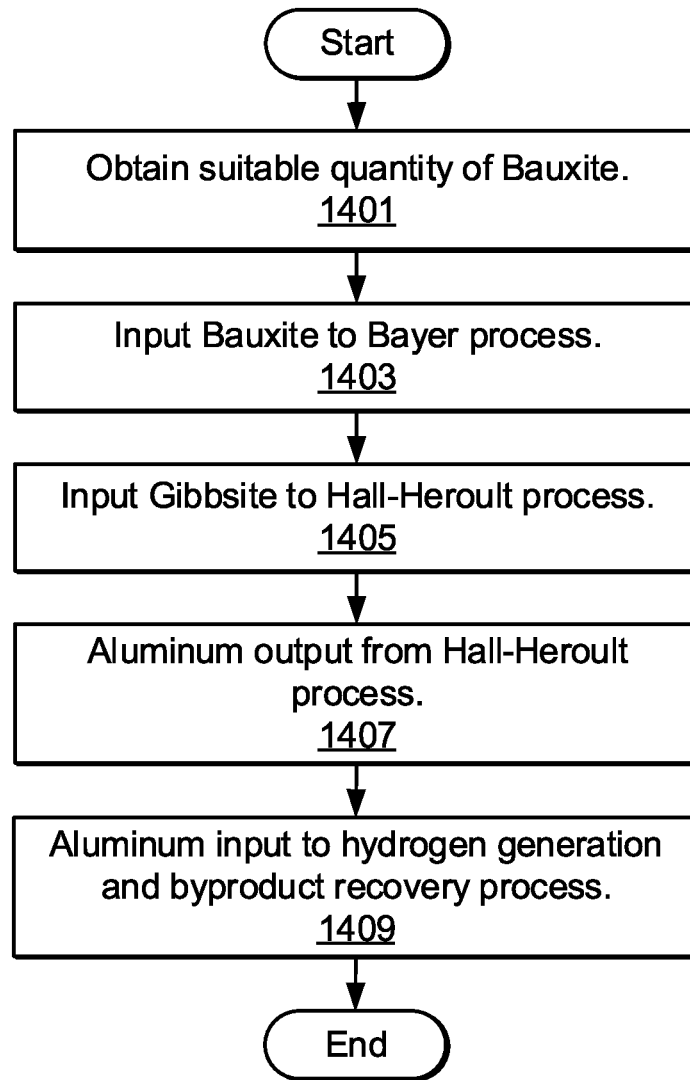 Start
Obtain suitable quantity of Bauxite.
1401
Input Bauxite to Bayer process.
1403
Input Gibbsite to Hall-Heroult process.
1405
Aluminum output from Hall-Heroult
process.
1407
Aluminum input to hydrogen generation
and byproduct recovery process.
1409
End